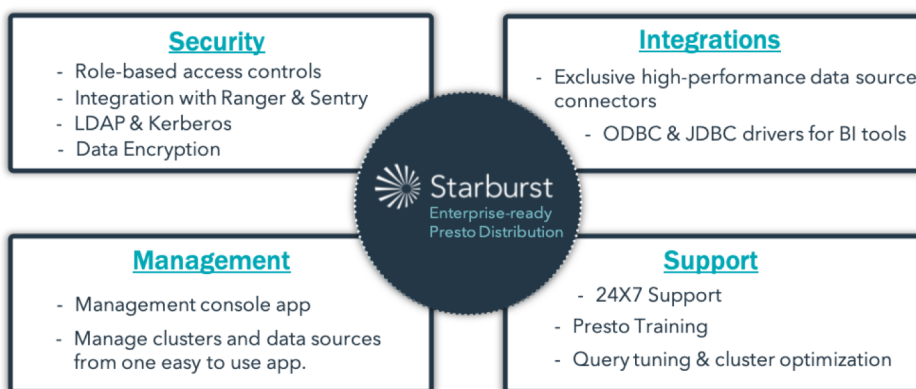 Security
- Role-based access controls
- Integration with Ranger & Sentry
- LDAP & Kerberos
- Data Encryption
Integrations
- Exclusive high-performance data source
connectors
- ODBC & JDBC drivers for BI tools
Starburst
Enterprise-ready
Presto Distribution
Management
- Management console app
- Manage clusters and data sources
from one easy to use app.
Support
- 24X7 Support
- Presto Training
- Query tuning & cluster optimization